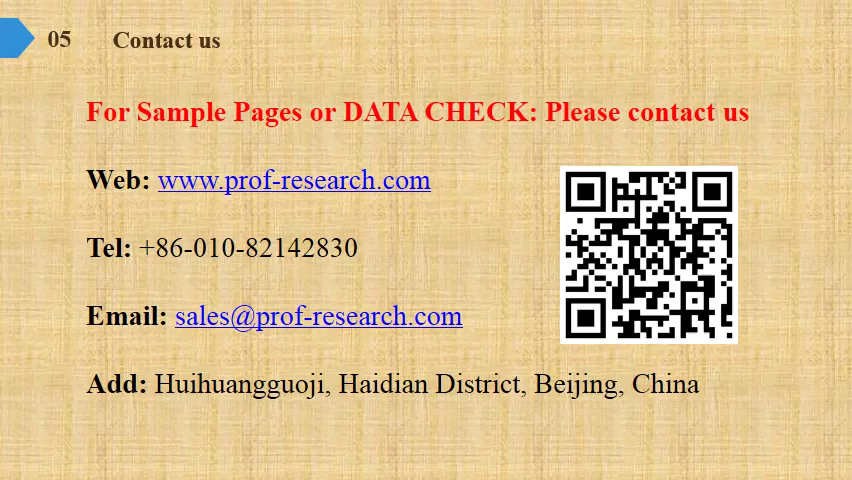 05 Contact us
For Sample Pages or DATA CHECK: Please contact us
Web: www.prof-research.com
Tel: +86-010-82142830
Email: sales@prof-research.com
Add: Huihuangguoji, Haidian District, Beijing, China